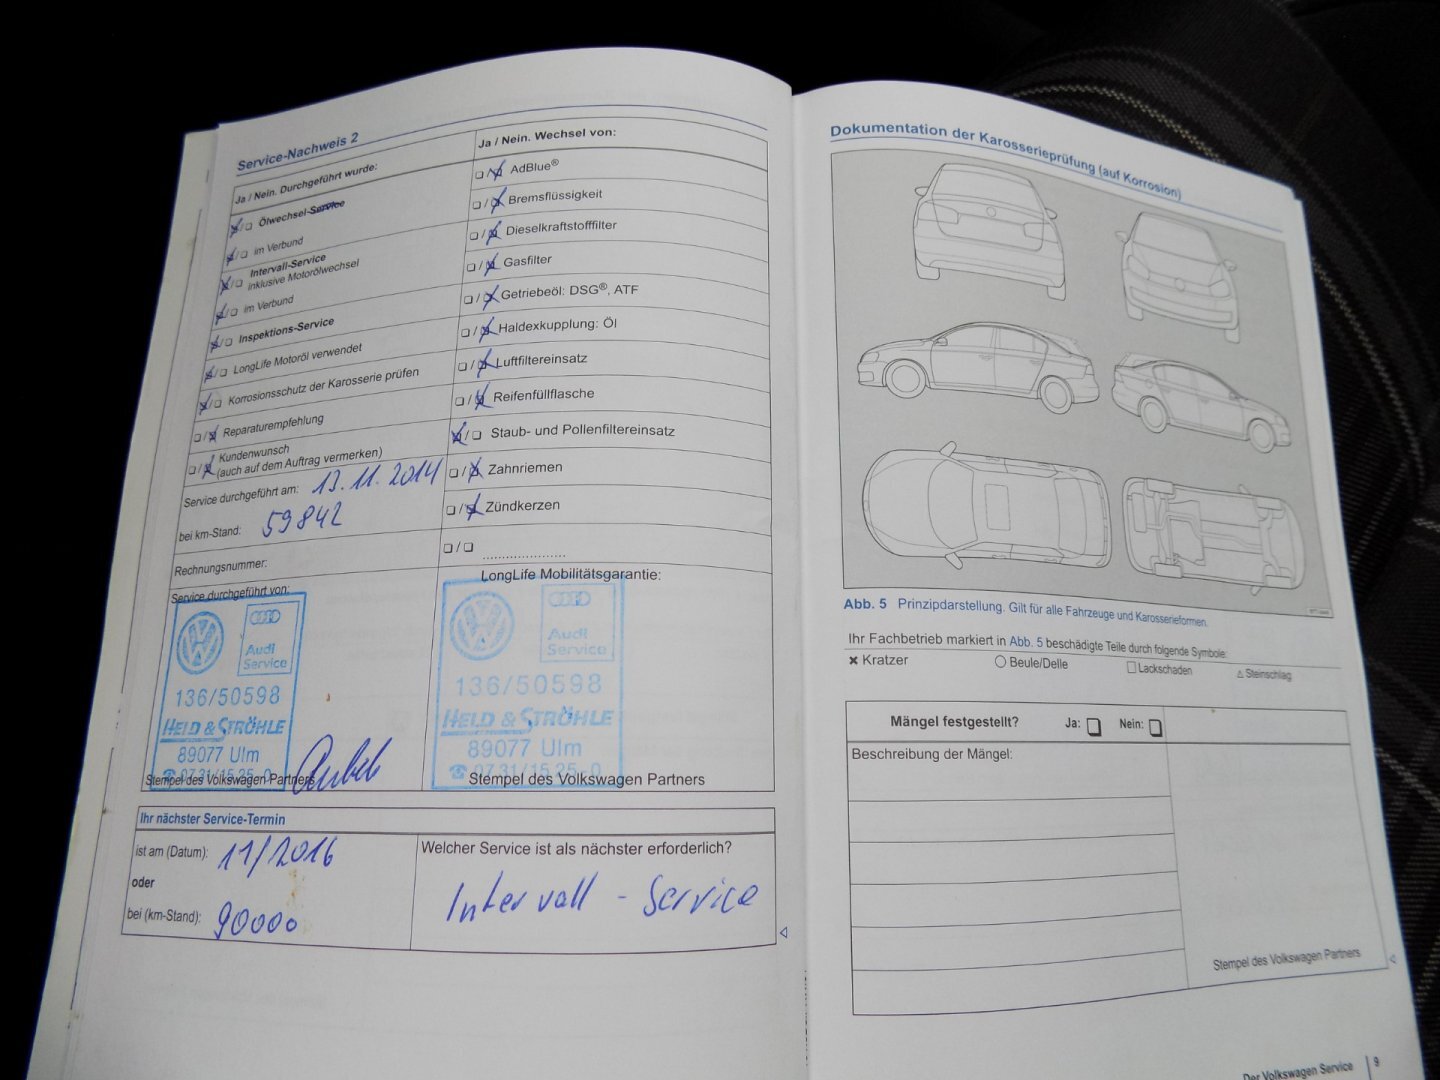 Service-Nachweis 2
Ja / Nein. Durchgeführt wurde:
Ölwechsel-Service
im Verbund
Intervall-Service
inklusive Motorölwechsel
im Verbund
Inspektions-Service
LongLife Motoröl verwendet
Korrosionsschutz der Karosserie prüfen
Reparaturempfehlung
Kundenwunsch
(auch auf dem Auftrag vermerken)
Service durchgeführt am: 13.11.2014
bei km-Stand: 59842
Rechnungsnummer:
Service durchgeführt von:
Audi
Service
136/50598
HELD & STRÖHLE
89077 Ulm
☎ 0731/15 25-0
Stempel des Volkswagen Partners
Ja / Nein. Wechsel von:
AdBlue®
Bremsflüssigkeit
Dieselkraftstofffilter
Gasfilter
Getriebeöl: DSG®, ATF
Haldexkupplung: Öl
Luftfiltereinsatz
Reifenfüllflasche
Staub- und Pollenfiltereinsatz
Zahnriemen
Zündkerzen
LongLife Mobilitätsgarantie:
Audi
Service
136/50598
HELD & STRÖHLE
89077 Ulm
☎ 0731/15 25-0
Stempel des Volkswagen Partners
Ihr nächster Service-Termin
ist am (Datum): 11/2016
oder
bei (km-Stand): 90000
Welcher Service ist als nächster erforderlich?
Intervall - Service
Dokumentation der Karosserieprüfung (auf Korrosion)
Abb. 5 Prinzipdarstellung. Gilt für alle Fahrzeuge und Karosserieformen.
Ihr Fachbetrieb markiert in Abb. 5 beschädigte Teile durch folgende Symbole:
Kratzer
Beule/Delle
Lackschaden
Steinschlag
Mängel festgestellt? Ja: Nein:
Beschreibung der Mängel:
Stempel des Volkswagen Partners
Der Volkswagen Service 9